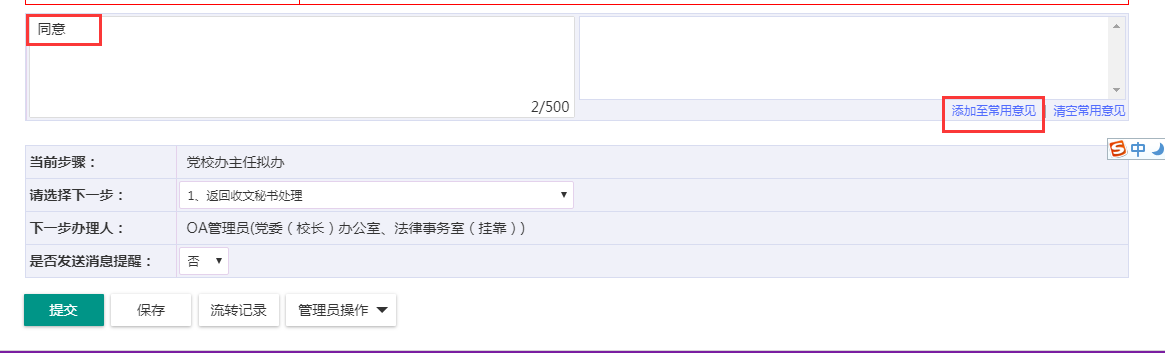 同意
2/500
添加至常用意见 | 清空常用意见
中
当前步骤： 党校办主任拟办
请选择下一步： 1、返回收文秘书处理
下一步办理人： OA管理员(党委（校长）办公室、法律事务室（挂靠）)
是否发送消息提醒： 否
提交 保存 流转记录 管理员操作